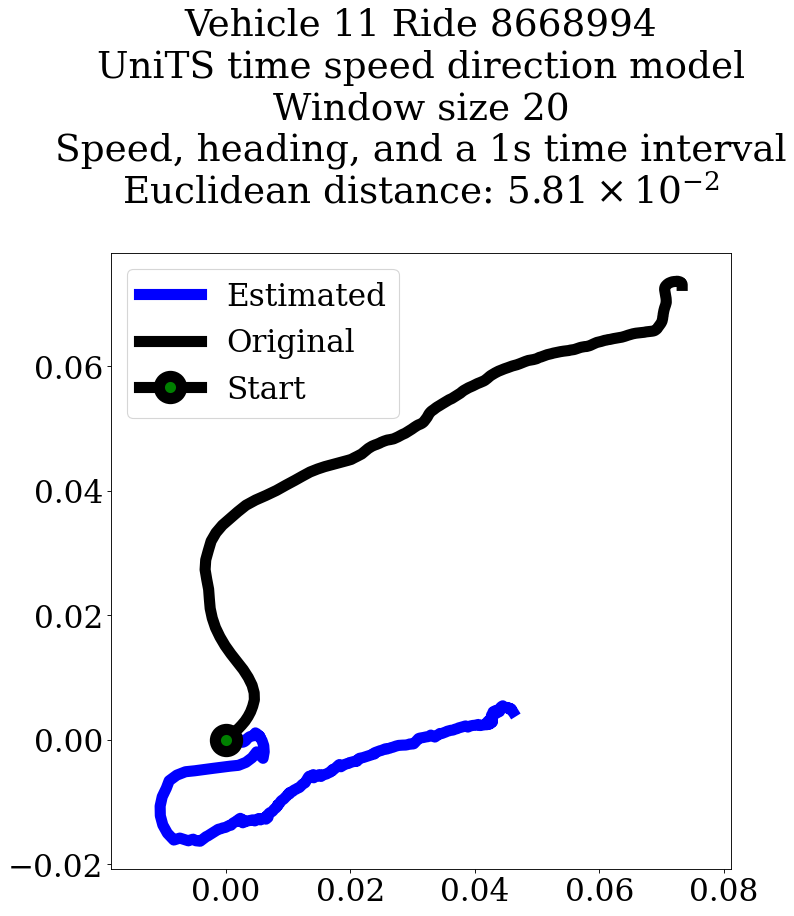 Vehicle 11 Ride 8668994
UniTS time speed direction model
Window size 20
Speed, heading, and a 1s time interval
Euclidean distance: 5.81 × 10⁻²
Estimated
Original
Start
0.06
0.04
0.02
0.00
−0.02
0.00 0.02 0.04 0.06 0.08